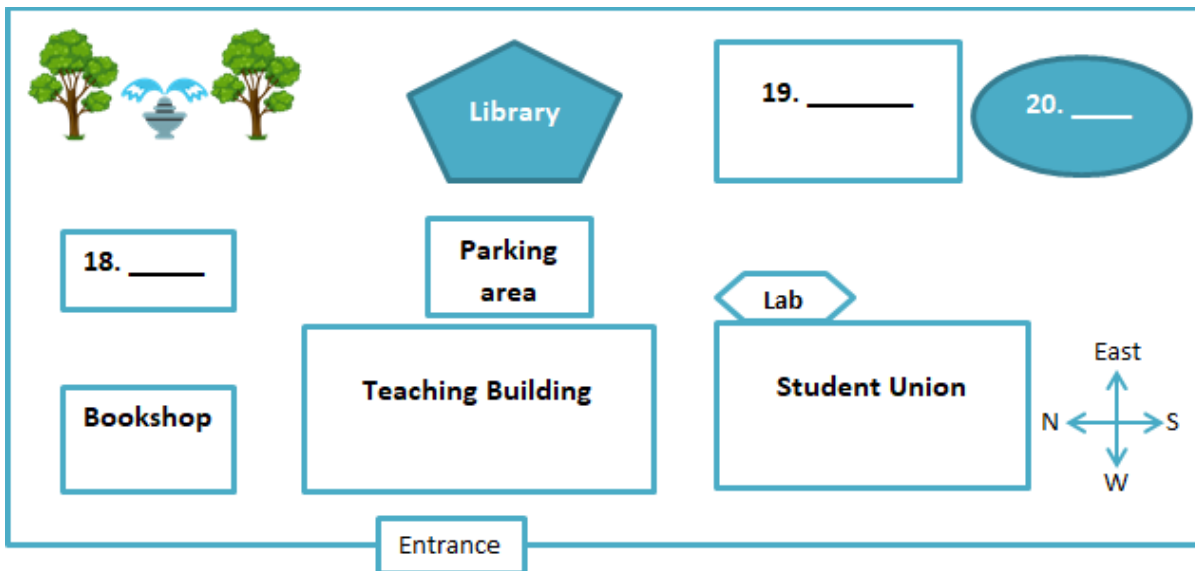 Library
19. _______
20. ____
18. _____
Parking
area
Lab
East
Teaching Building
Student Union
Bookshop
N
S
W
Entrance